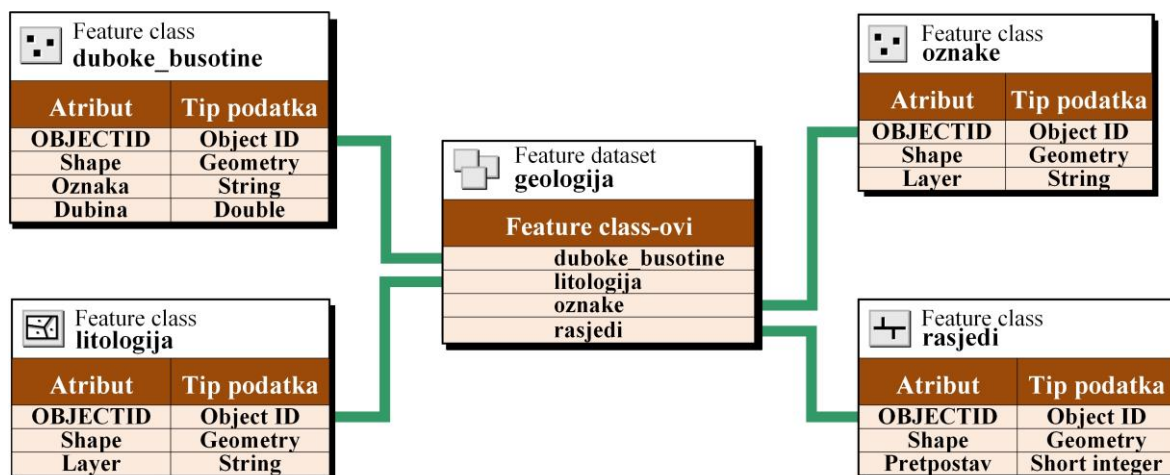 Feature class
duboke_busotine
Atribut Tip podatka
OBJECTID Object ID
Shape Geometry
Oznaka String
Dubina Double
Feature class
litologija
Atribut Tip podatka
OBJECTID Object ID
Shape Geometry
Layer String
Feature dataset
geologija
Feature class-ovi
duboke_busotine
litologija
oznake
rasjedi
Feature class
oznake
Atribut Tip podatka
OBJECTID Object ID
Shape Geometry
Layer String
Feature class
rasjedi
Atribut Tip podatka
OBJECTID Object ID
Shape Geometry
Pretpostav Short integer